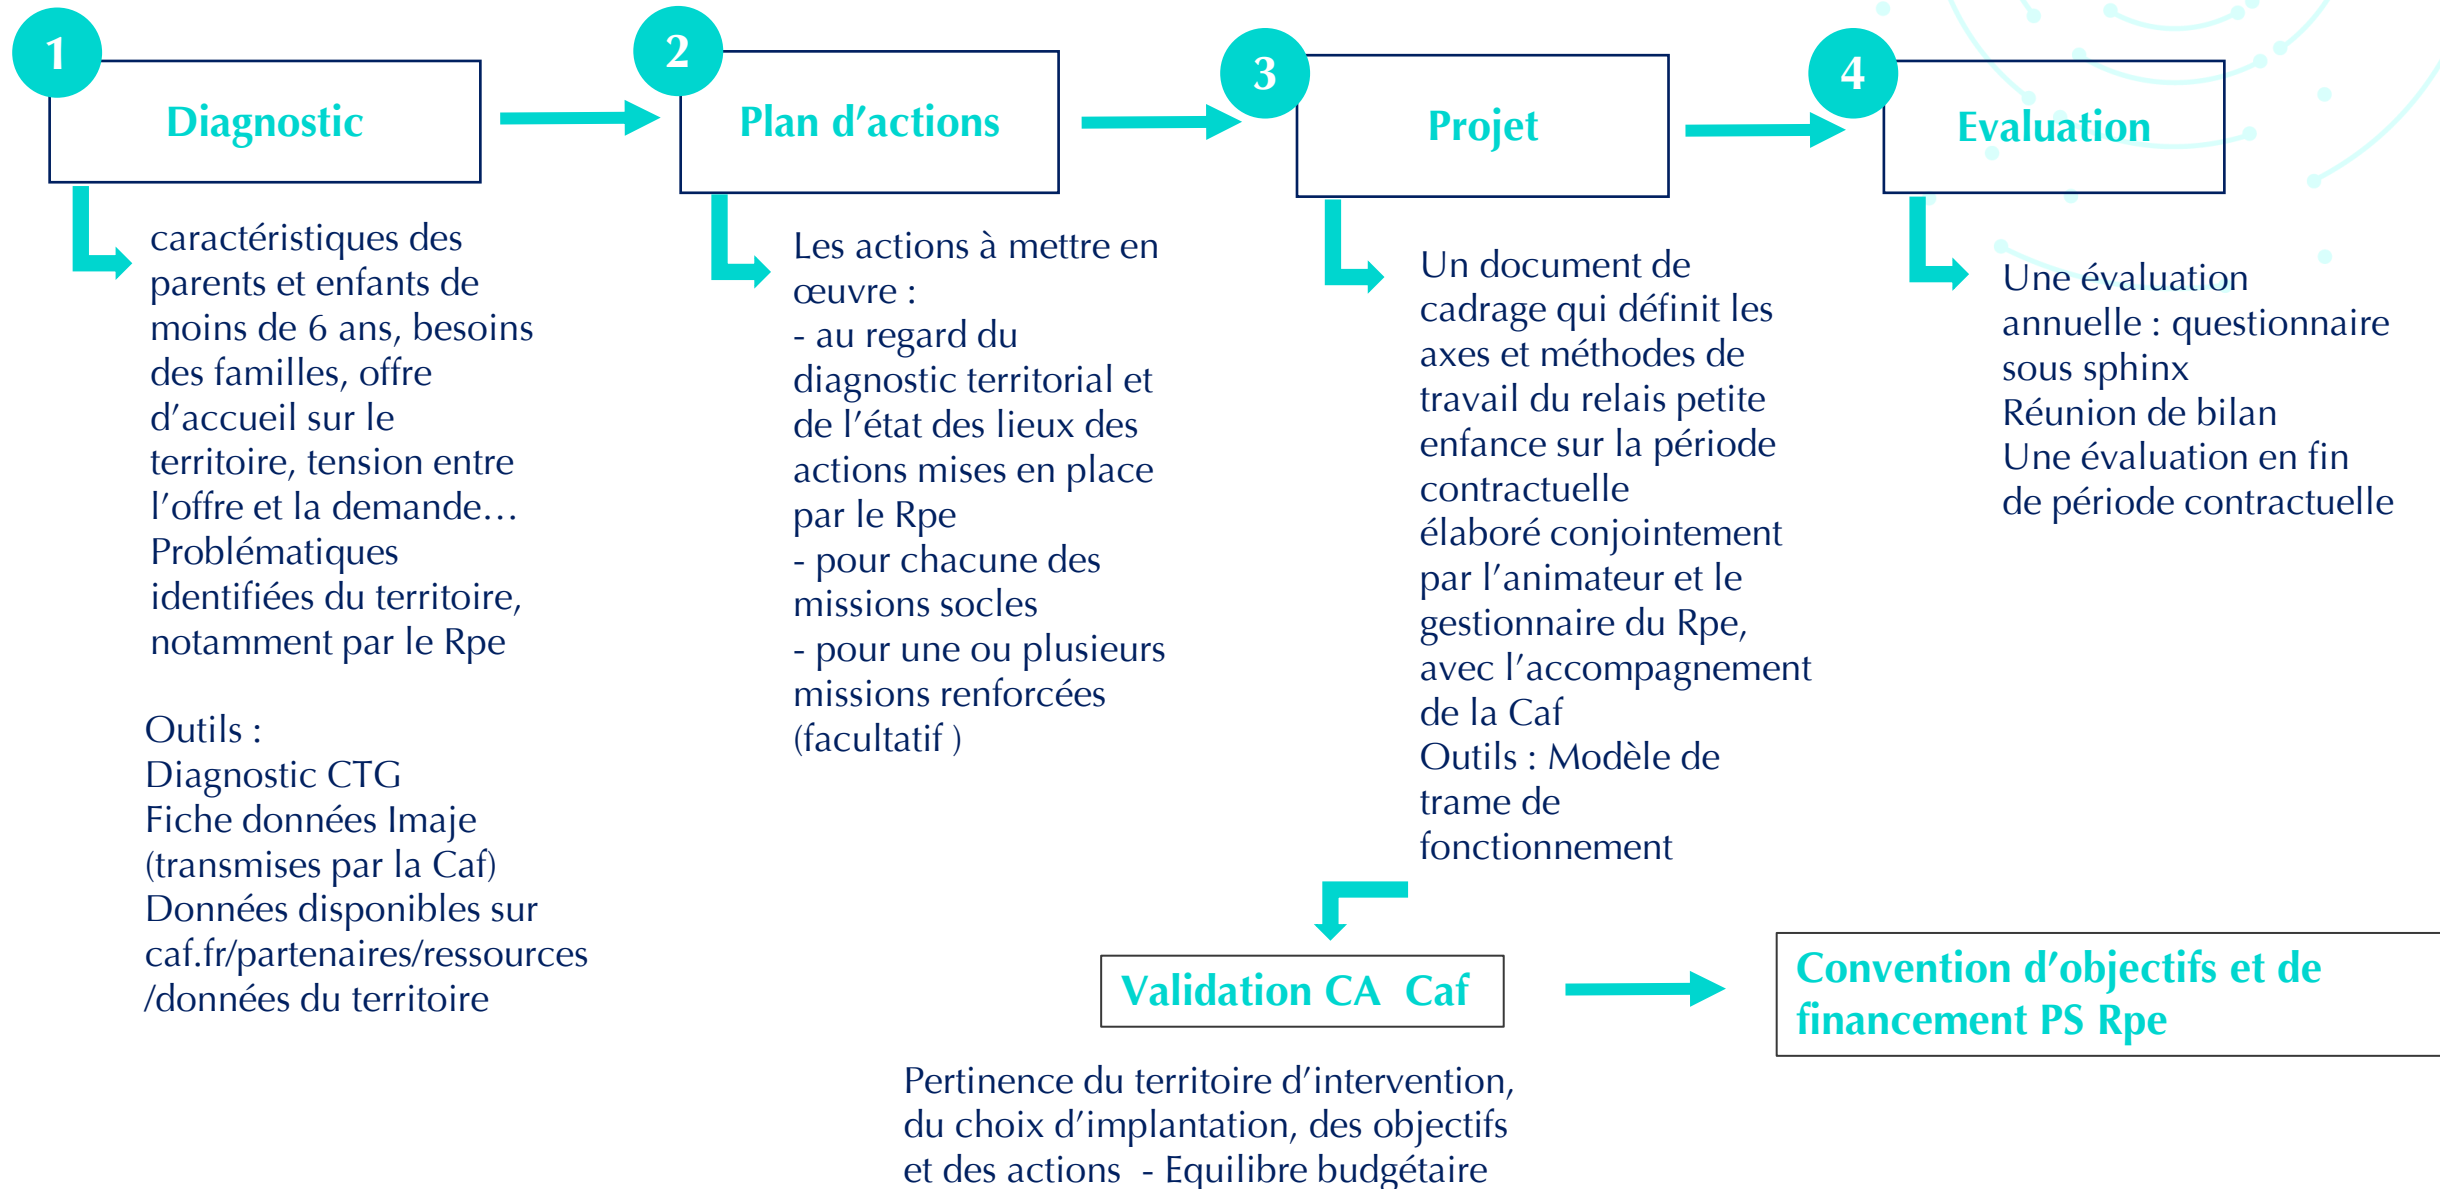 1
Diagnostic
caractéristiques des
parents et enfants de
moins de 6 ans, besoins
des familles, offre
d’accueil sur le
territoire, tension entre
l’offre et la demande…
Problématiques
identifiées du territoire,
notamment par le Rpe
Outils :
Diagnostic CTG
Fiche données Imaje
(transmises par la Caf)
Données disponibles sur
caf.fr/partenaires/ressources
/données du territoire
2
Plan d’actions
Les actions à mettre en
œuvre :
- au regard du
diagnostic territorial et
de l’état des lieux des
actions mises en place
par le Rpe
- pour chacune des
missions socles
- pour une ou plusieurs
missions renforcées
(facultatif )
3
Projet
Un document de
cadrage qui définit les
axes et méthodes de
travail du relais petite
enfance sur la période
contractuelle
élaboré conjointement
par l’animateur et le
gestionnaire du Rpe,
avec l’accompagnement
de la Caf
Outils : Modèle de
trame de
fonctionnement
4
Evaluation
Une évaluation
annuelle : questionnaire
sous sphinx
Réunion de bilan
Une évaluation en fin
de période contractuelle
Validation CA  Caf
Pertinence du territoire d’intervention,
du choix d’implantation, des objectifs
et des actions  - Equilibre budgétaire
Convention d’objectifs et de
financement PS Rpe